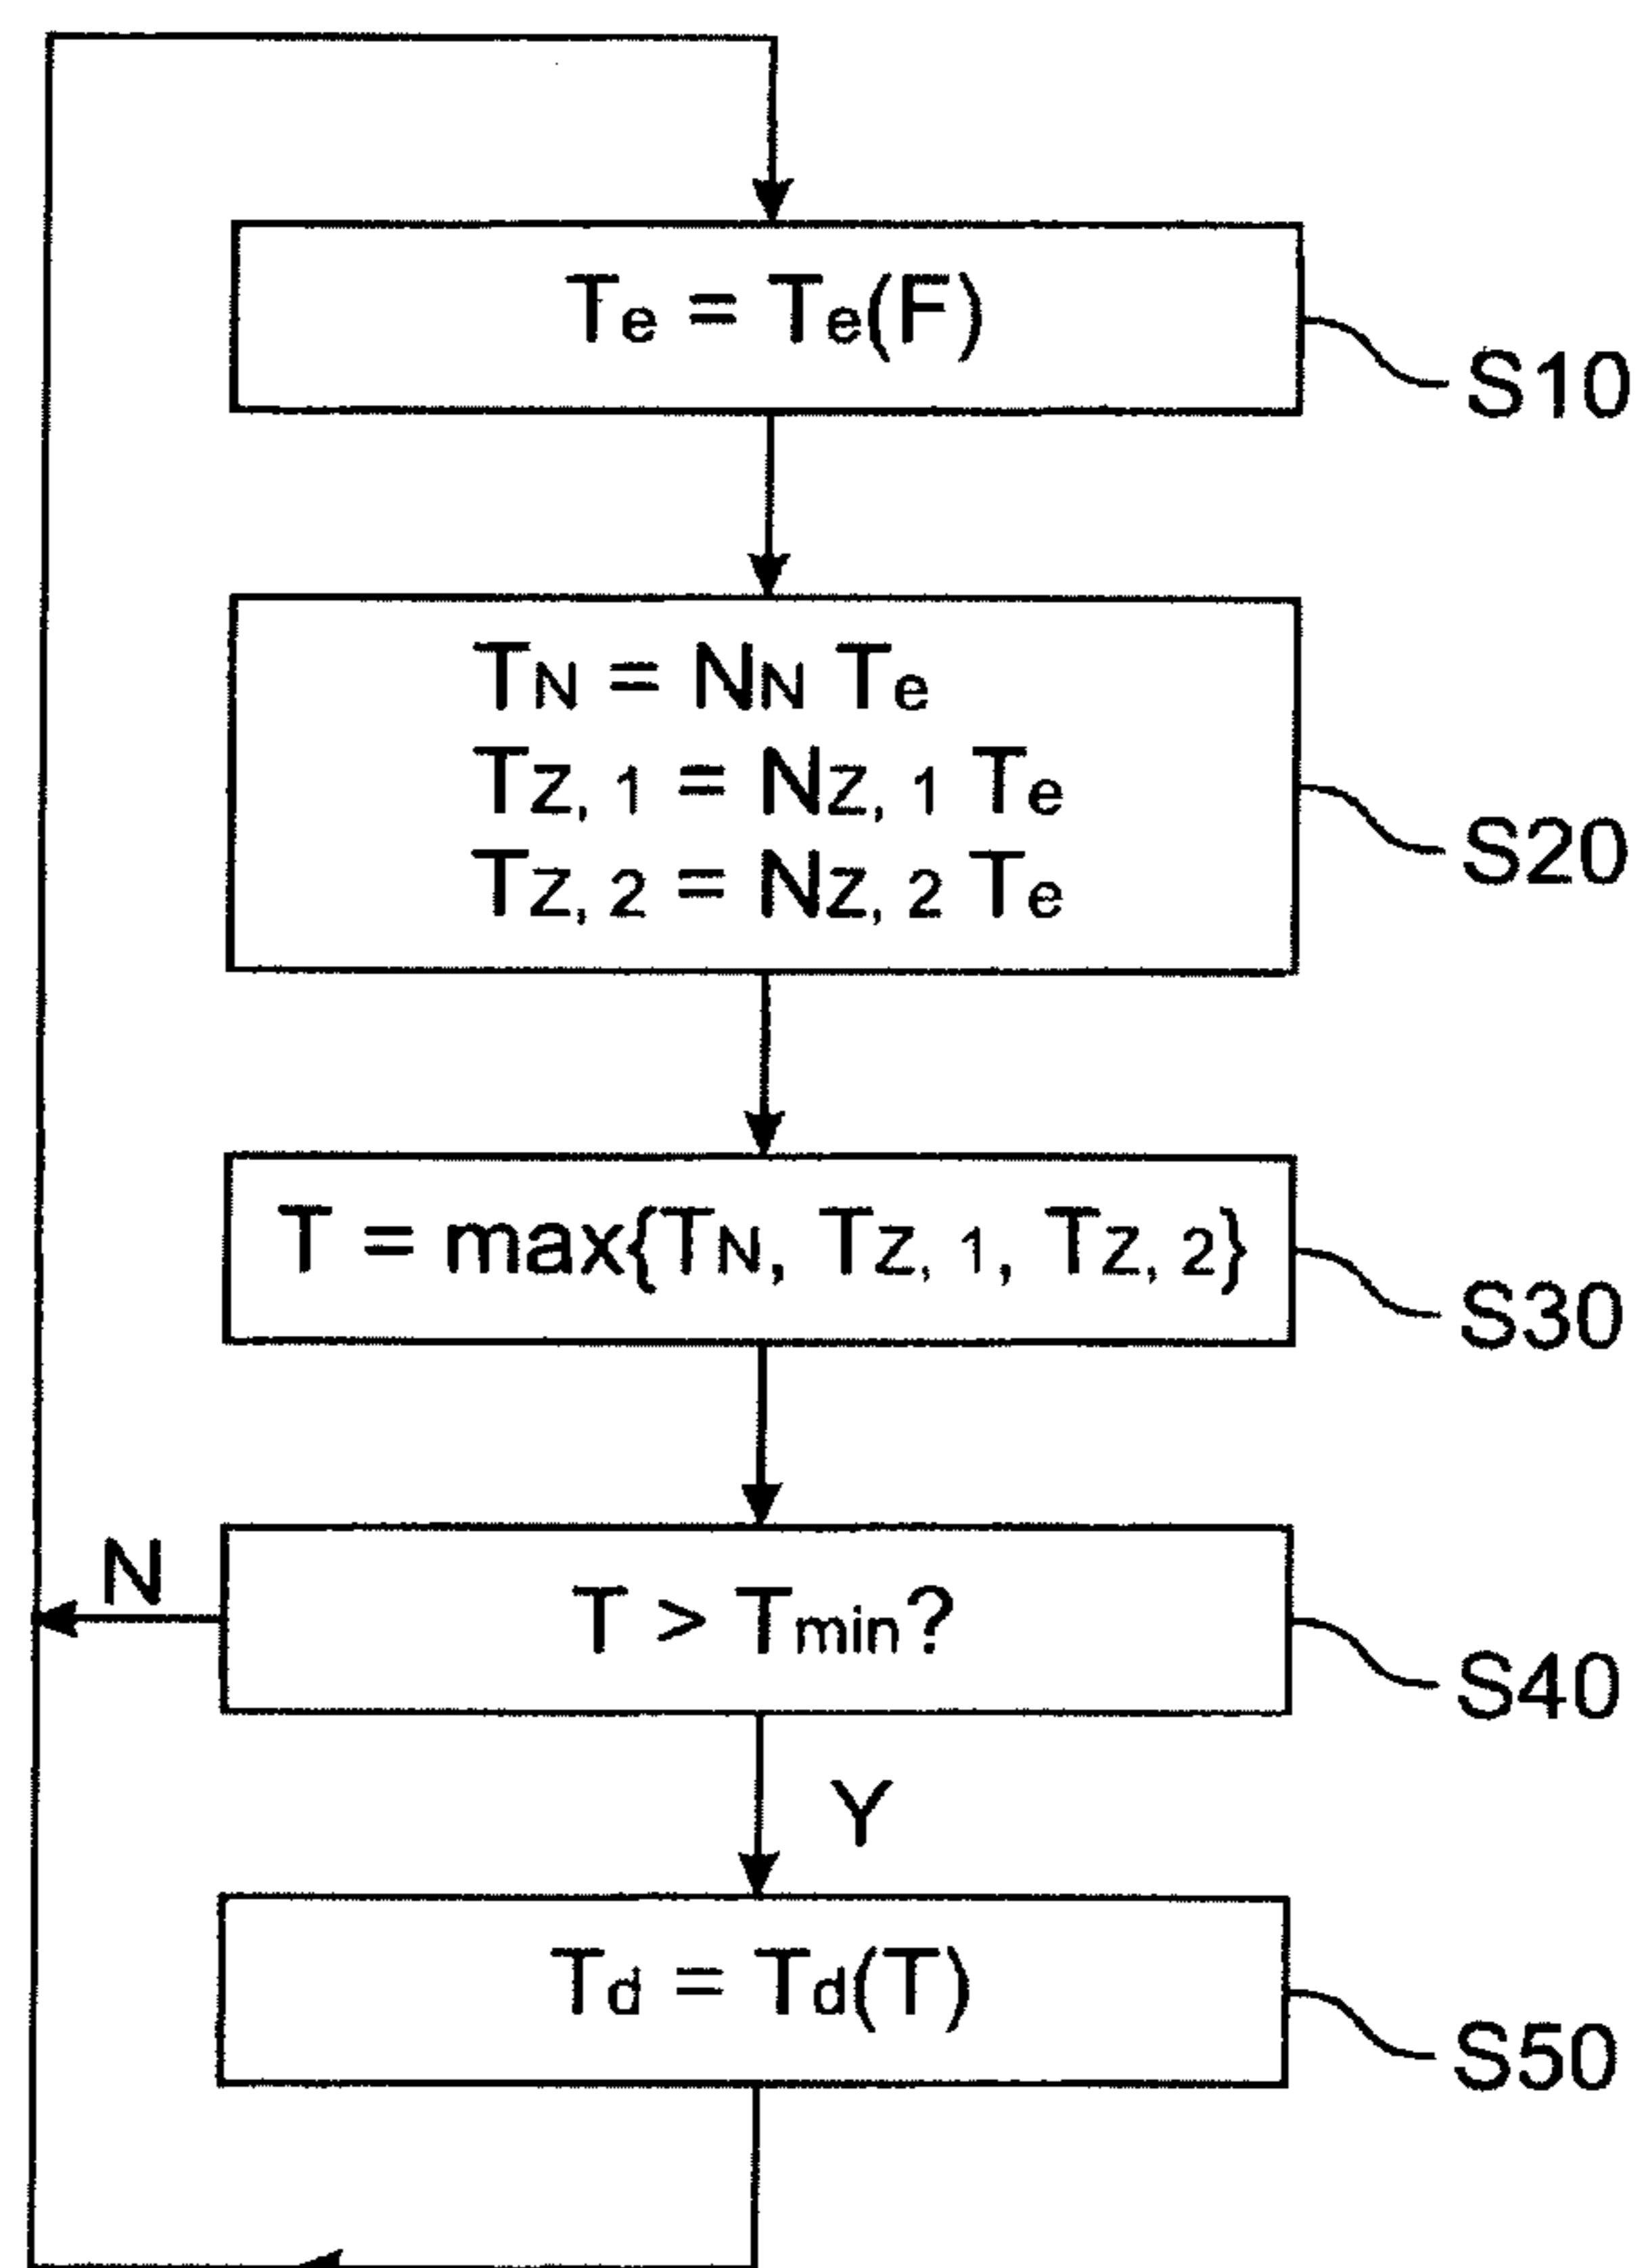 Te = Te(F)
S10
TN = NN Te
TZ, 1 = NZ, 1 Te
TZ, 2 = NZ, 2 Te
S20
T = max{TN, TZ, 1, TZ, 2}
S30
N
T > Tmin?
S40
Y
Td = Td(T)
S50